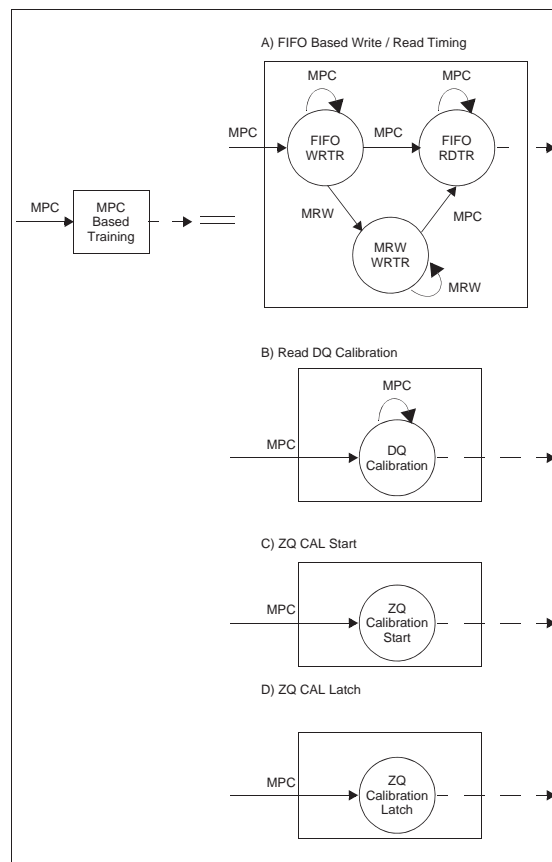 A) FIFO Based Write / Read Timing
MPC
MPC
MPC
FIFO
WRTR
MPC
FIFO
RDTR
MRW
MPC
MRW
WRTR
MRW
MPC
MPC
Based
Training
B) Read DQ Calibration
MPC
MPC
DQ
Calibration
C) ZQ CAL Start
MPC
ZQ
Calibration
Start
D) ZQ CAL Latch
MPC
ZQ
Calibration
Latch